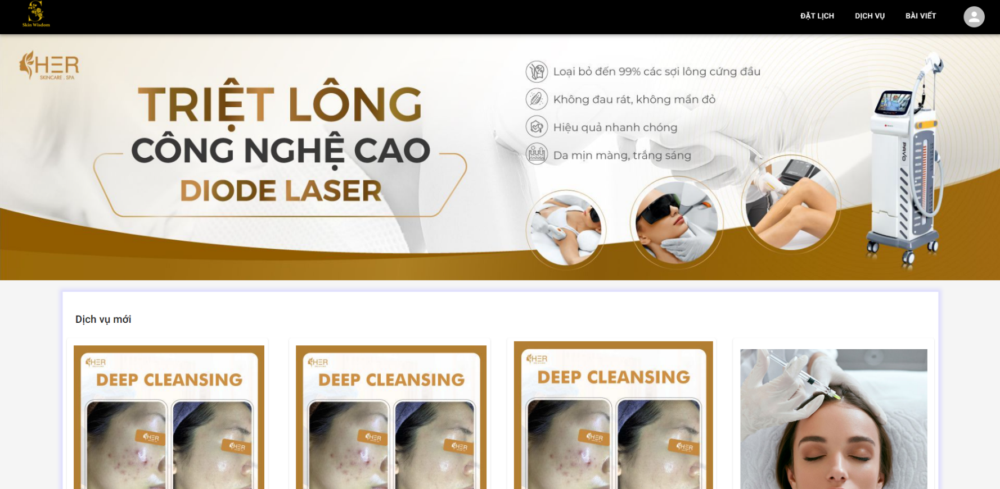 Skin Wisdom
ĐẶT LỊCH
DỊCH VỤ
BÀI VIẾT
HER
SKINCARE . SPA
TRIỆT LÔNG
CÔNG NGHỆ CAO
DIODE LASER
Loại bỏ đến 99% các sợi lông cứng đầu
Không đau rát, không mẩn đỏ
Hiệu quả nhanh chóng
Da mịn màng, trắng sáng
PAVO
Dịch vụ mới
HER
DEEP CLEANSING
HER
HER
HER
DEEP CLEANSING
HER
HER
HER
DEEP CLEANSING
HER
HER